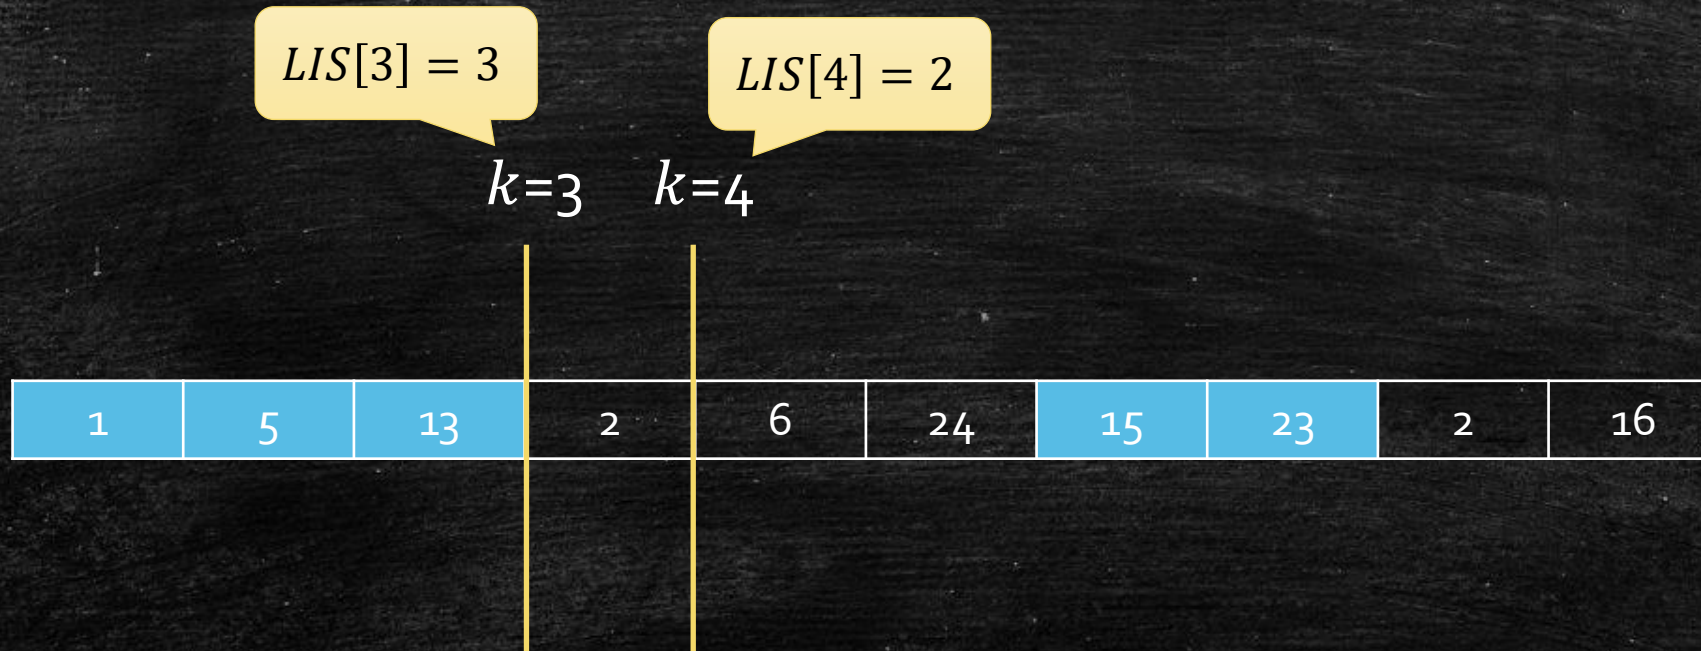 LIS[3] = 3
LIS[4] = 2
k=3 k=4
1 5 13 2 6 24 15 23 2 16